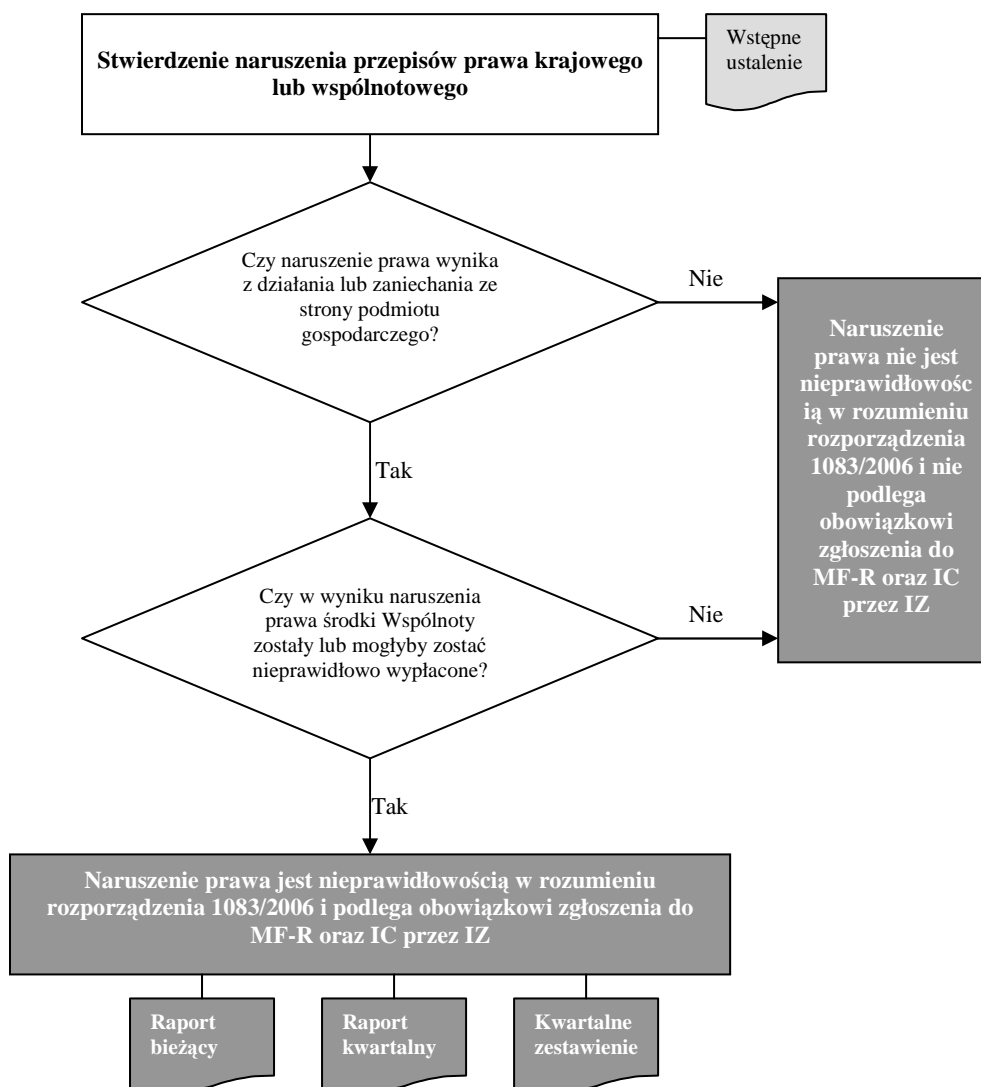 Stwierdzenie naruszenia przepisów prawa krajowego
lub wspólnotowego
Wstępne
ustalenie
Czy naruszenie prawa wynika
z działania lub zaniechania ze
strony podmiotu
gospodarczego?
Nie
Naruszenie
prawa nie jest
nieprawidłowośc
ią w rozumieniu
rozporządzenia
1083/2006 i nie
podlega
obowiązkowi
zgłoszenia do
MF-R oraz IC
przez IZ
Tak
Czy w wyniku naruszenia
prawa środki Wspólnoty
zostały lub mogłyby zostać
nieprawidłowo wypłacone?
Nie
Tak
Naruszenie prawa jest nieprawidłowością w rozumieniu
rozporządzenia 1083/2006 i podlega obowiązkowi zgłoszenia do
MF-R oraz IC przez IZ
Raport
bieżący
Raport
kwartalny
Kwartalne
zestawienie